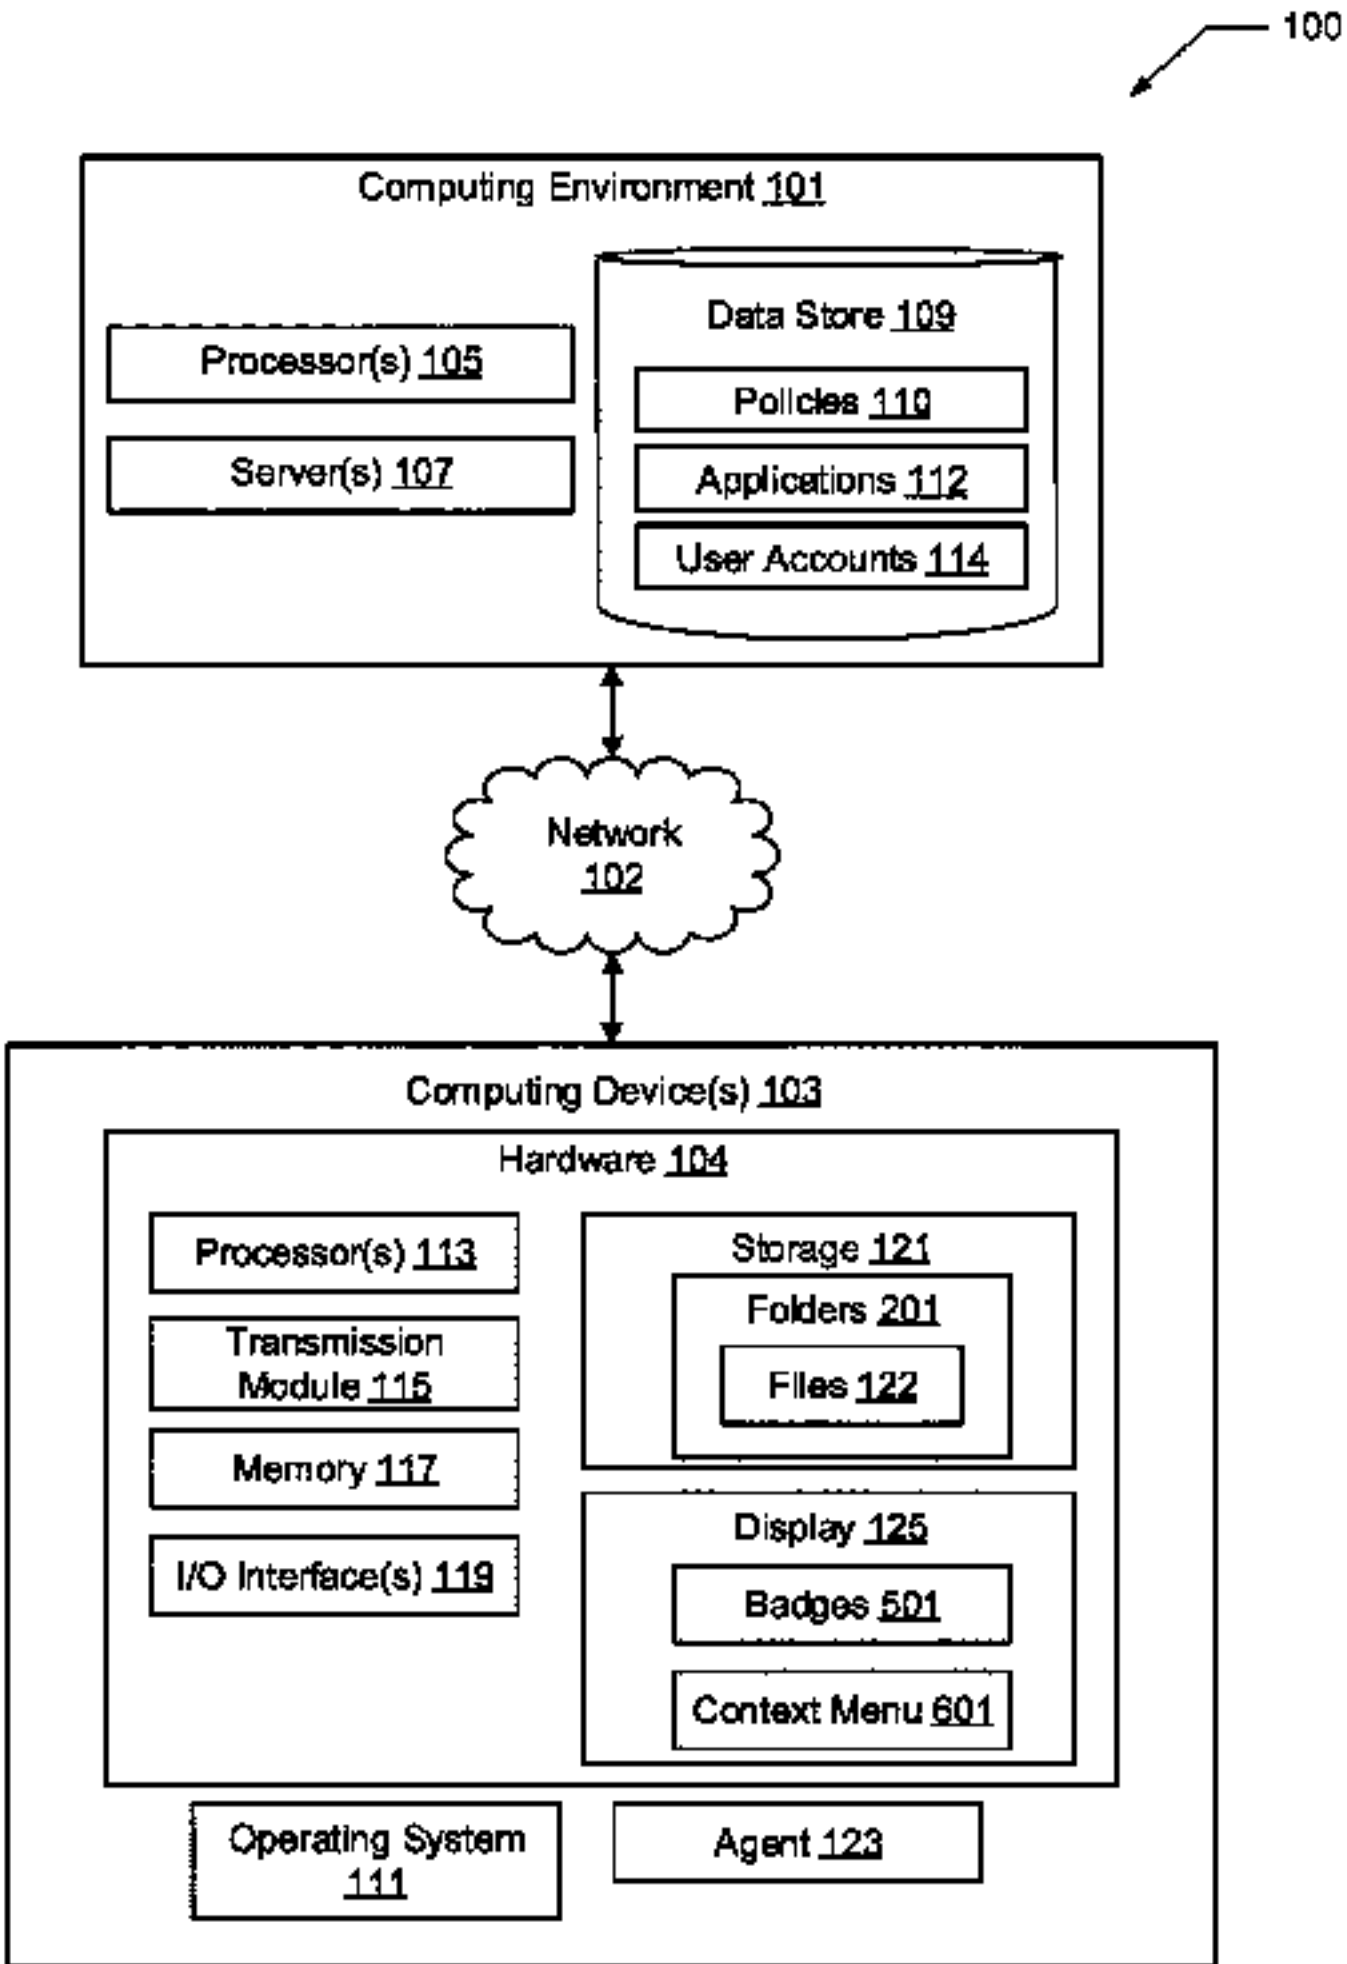 100
Computing Environment 101
Data Store 109
Processor(s) 105
Policies 110
Server(s) 107
Applications 112
User Accounts 114
Network
102
Computing Device(s) 103
Hardware 104
Processor(s) 113
Storage 121
Folders 201
Transmission
Module 115
Files 122
Memory 117
Display 125
I/O Interface(s) 119
Badges 501
Context Menu 601
Operating System
111
Agent 123